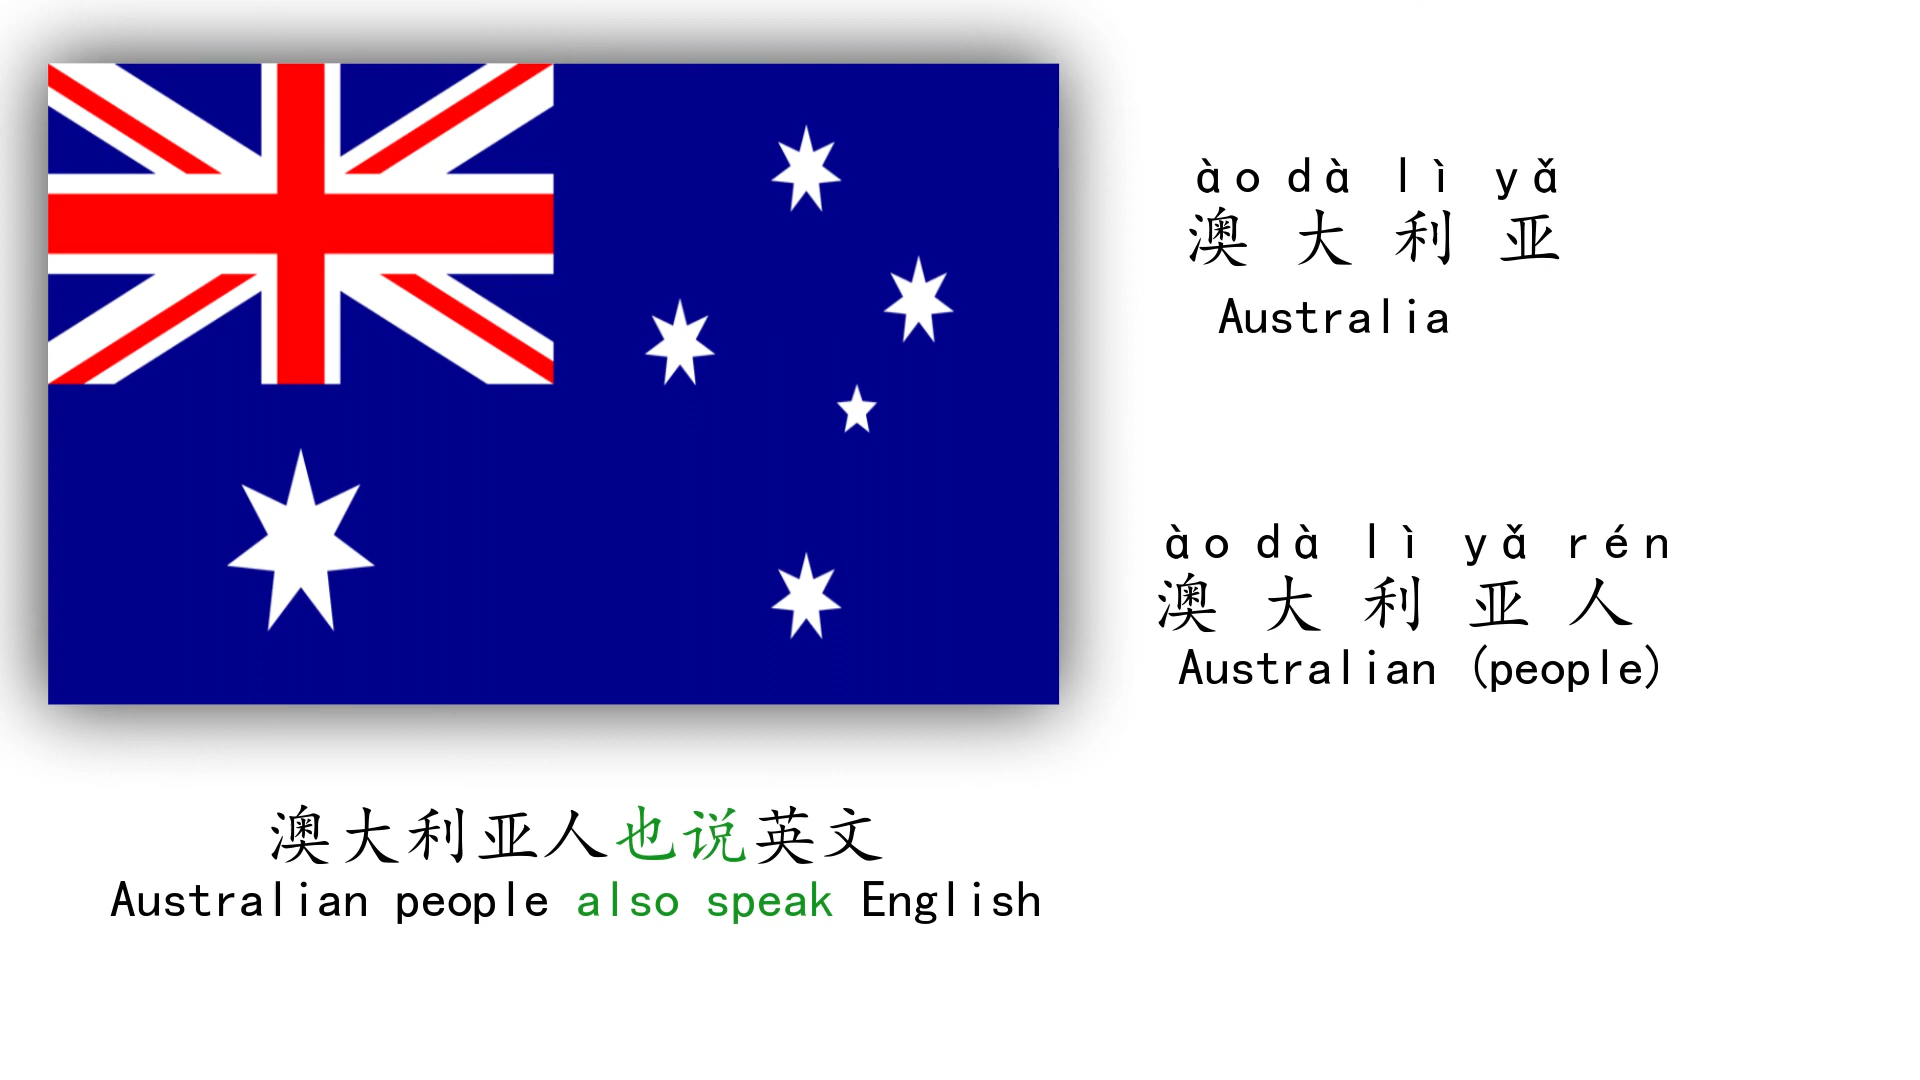 ào dà lì yǎ
澳大利亚
Australia
ào dà lì yǎ rén
澳大利亚人
Australian (people)
澳大利亚人也说英文
Australian people also speak English